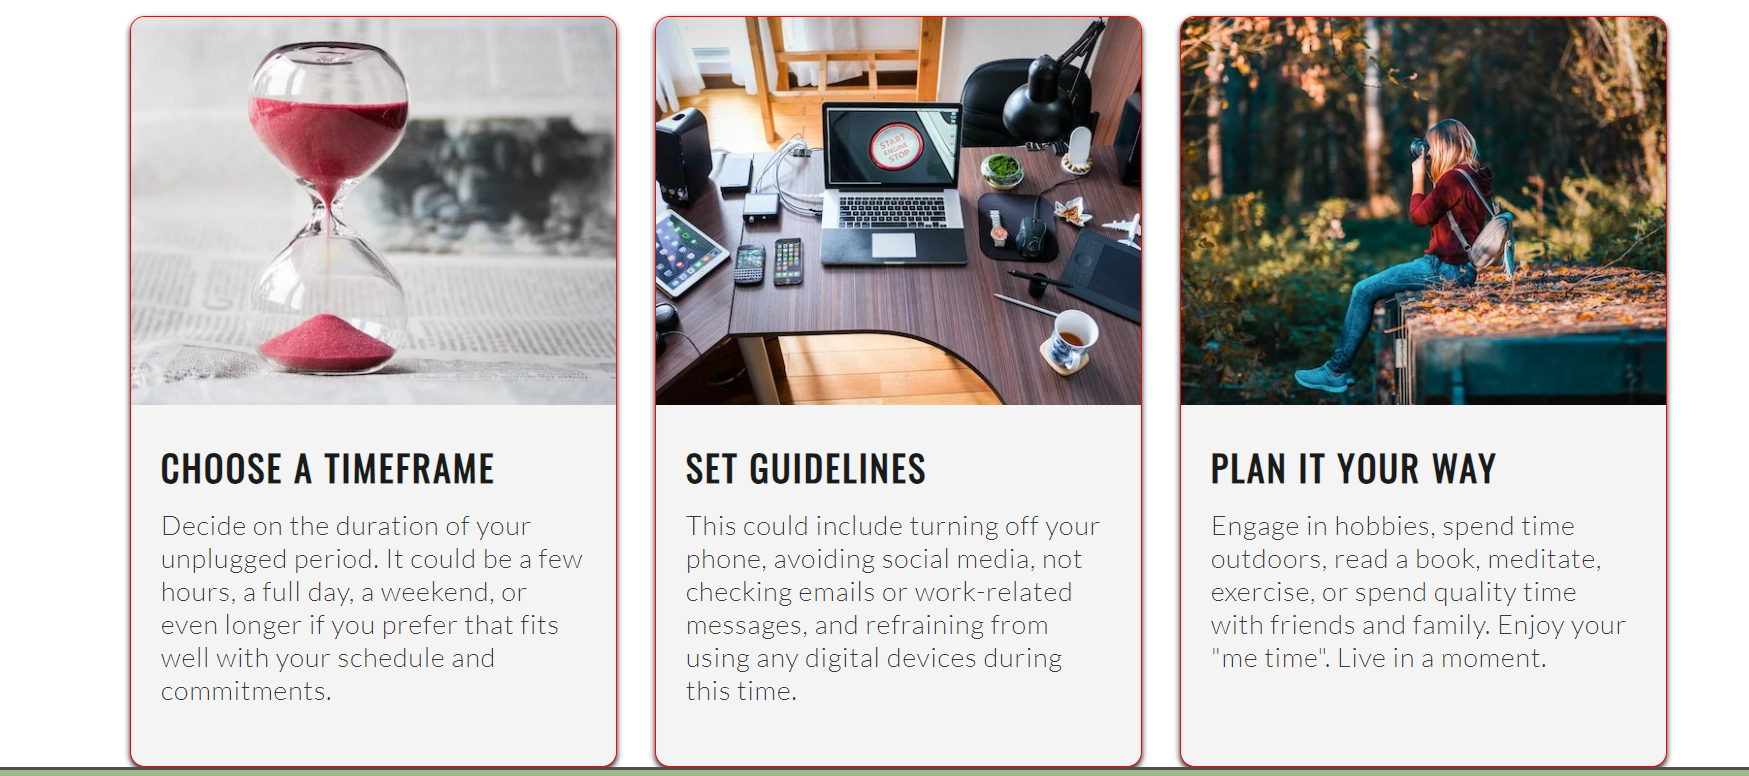 START
ENGINE
STOP
CHOOSE A TIMEFRAME
Decide on the duration of your
unplugged period. It could be a few
hours, a full day, a weekend, or
even longer if you prefer that fits
well with your schedule and
commitments.
SET GUIDELINES
This could include turning off your
phone, avoiding social media, not
checking emails or work-related
messages, and refraining from
using any digital devices during
this time.
PLAN IT YOUR WAY
Engage in hobbies, spend time
outdoors, read a book, meditate,
exercise, or spend quality time
with friends and family. Enjoy your
"me time". Live in a moment.